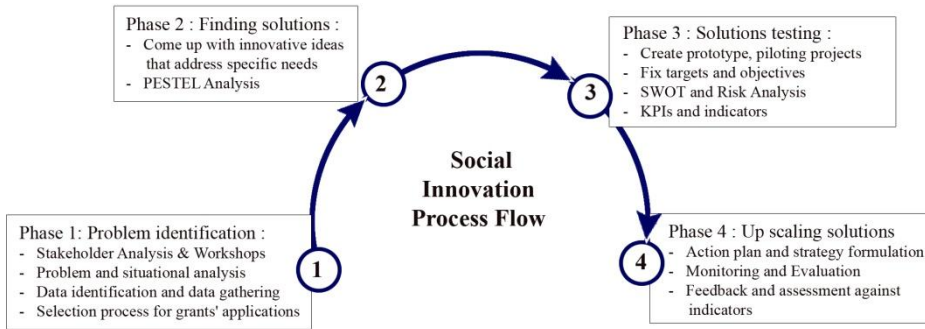 Phase 2 : Finding solutions :
- Come up with innovative ideas
that address specific needs
- PESTEL Analysis
2
Phase 3 : Solutions testing :
- Create prototype, piloting projects
- Fix targets and objectives
- SWOT and Risk Analysis
- KPIs and indicators
3
Social
Innovation
Process Flow
Phase 1: Problem identification :
- Stakeholder Analysis & Workshops
- Problem and situational analysis
- Data identification and data gathering
- Selection process for grants' applications
1
Phase 4 : Up scaling solutions
- Action plan and strategy formulation
- Monitoring and Evaluation
- Feedback and assessment against
indicators
4